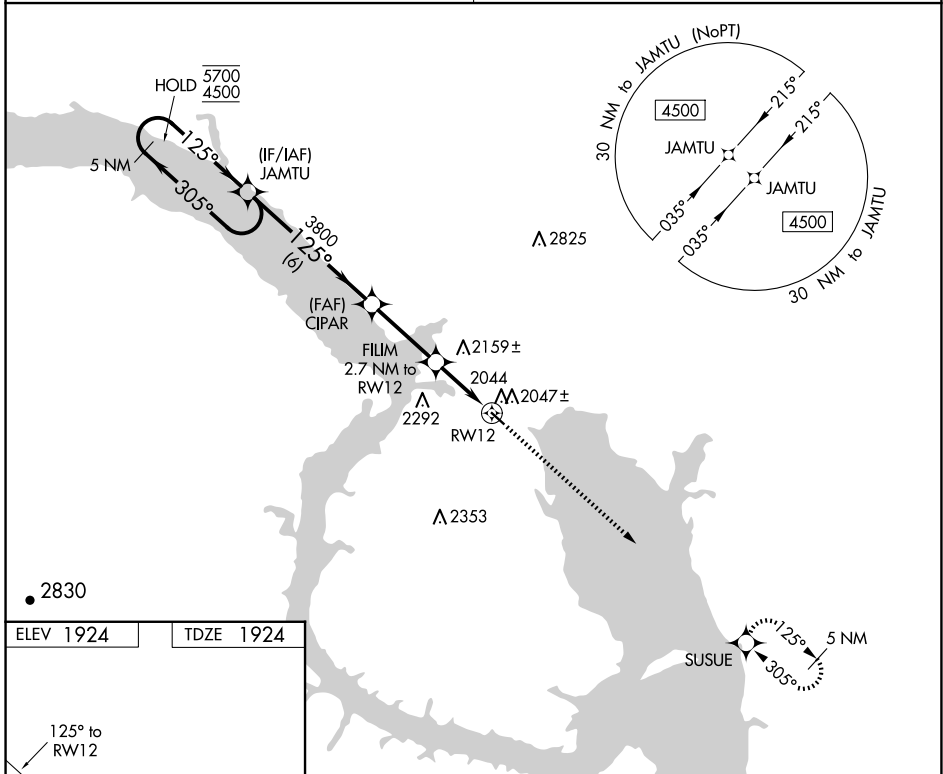 HOLD 5700
4500
125°
5 NM
305°
(IF/IAF)
JAMTU
3800
125°
(6)
(FAF)
CIPAR
FILIM
2.7 NM to
RW12
2825
2159±
2044
2047±
2292
RW12
2353
2830
30 NM to JAMTU (NoPT)
4500
215°
JAMTU
035°
215°
JAMTU
035°
4500
30 NM to JAMTU
SUSUE
125°
305°
5 NM
ELEV 1924
TDZE 1924
125° to
RW12